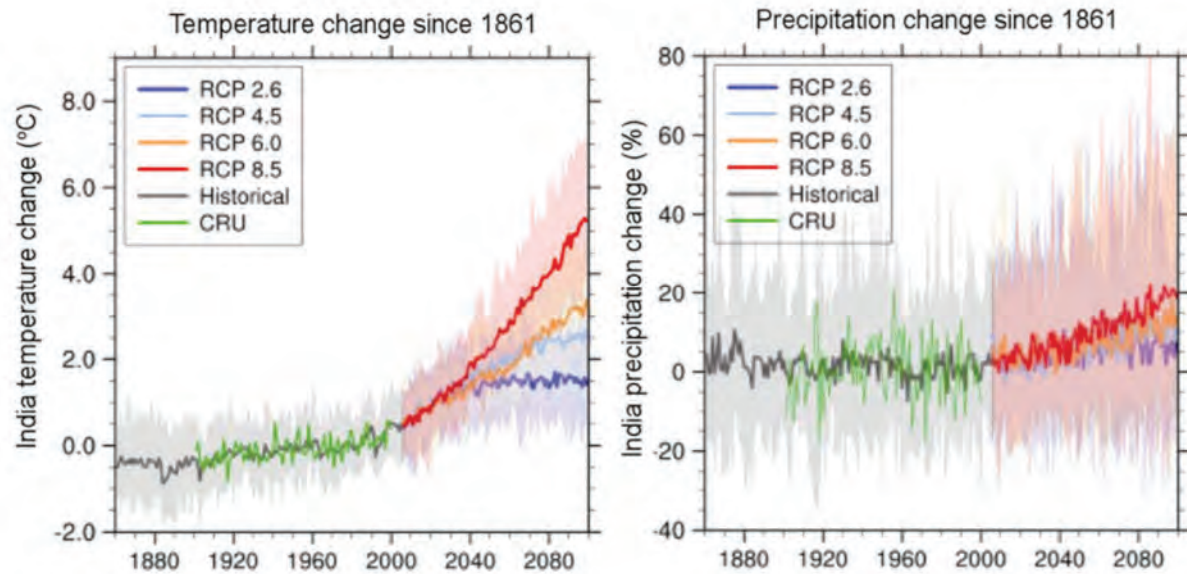 Temperature change since 1861
India temperature change (ºC)
8.0
6.0
4.0
2.0
0.0
-2.0
RCP 2.6
RCP 4.5
RCP 6.0
RCP 8.5
Historical
CRU
1880 1920 1960 2000 2040 2080
Precipitation change since 1861
India precipitation change (%)
80
60
40
20
0
-20
-40
RCP 2.6
RCP 4.5
RCP 6.0
RCP 8.5
Historical
CRU
1880 1920 1960 2000 2040 2080